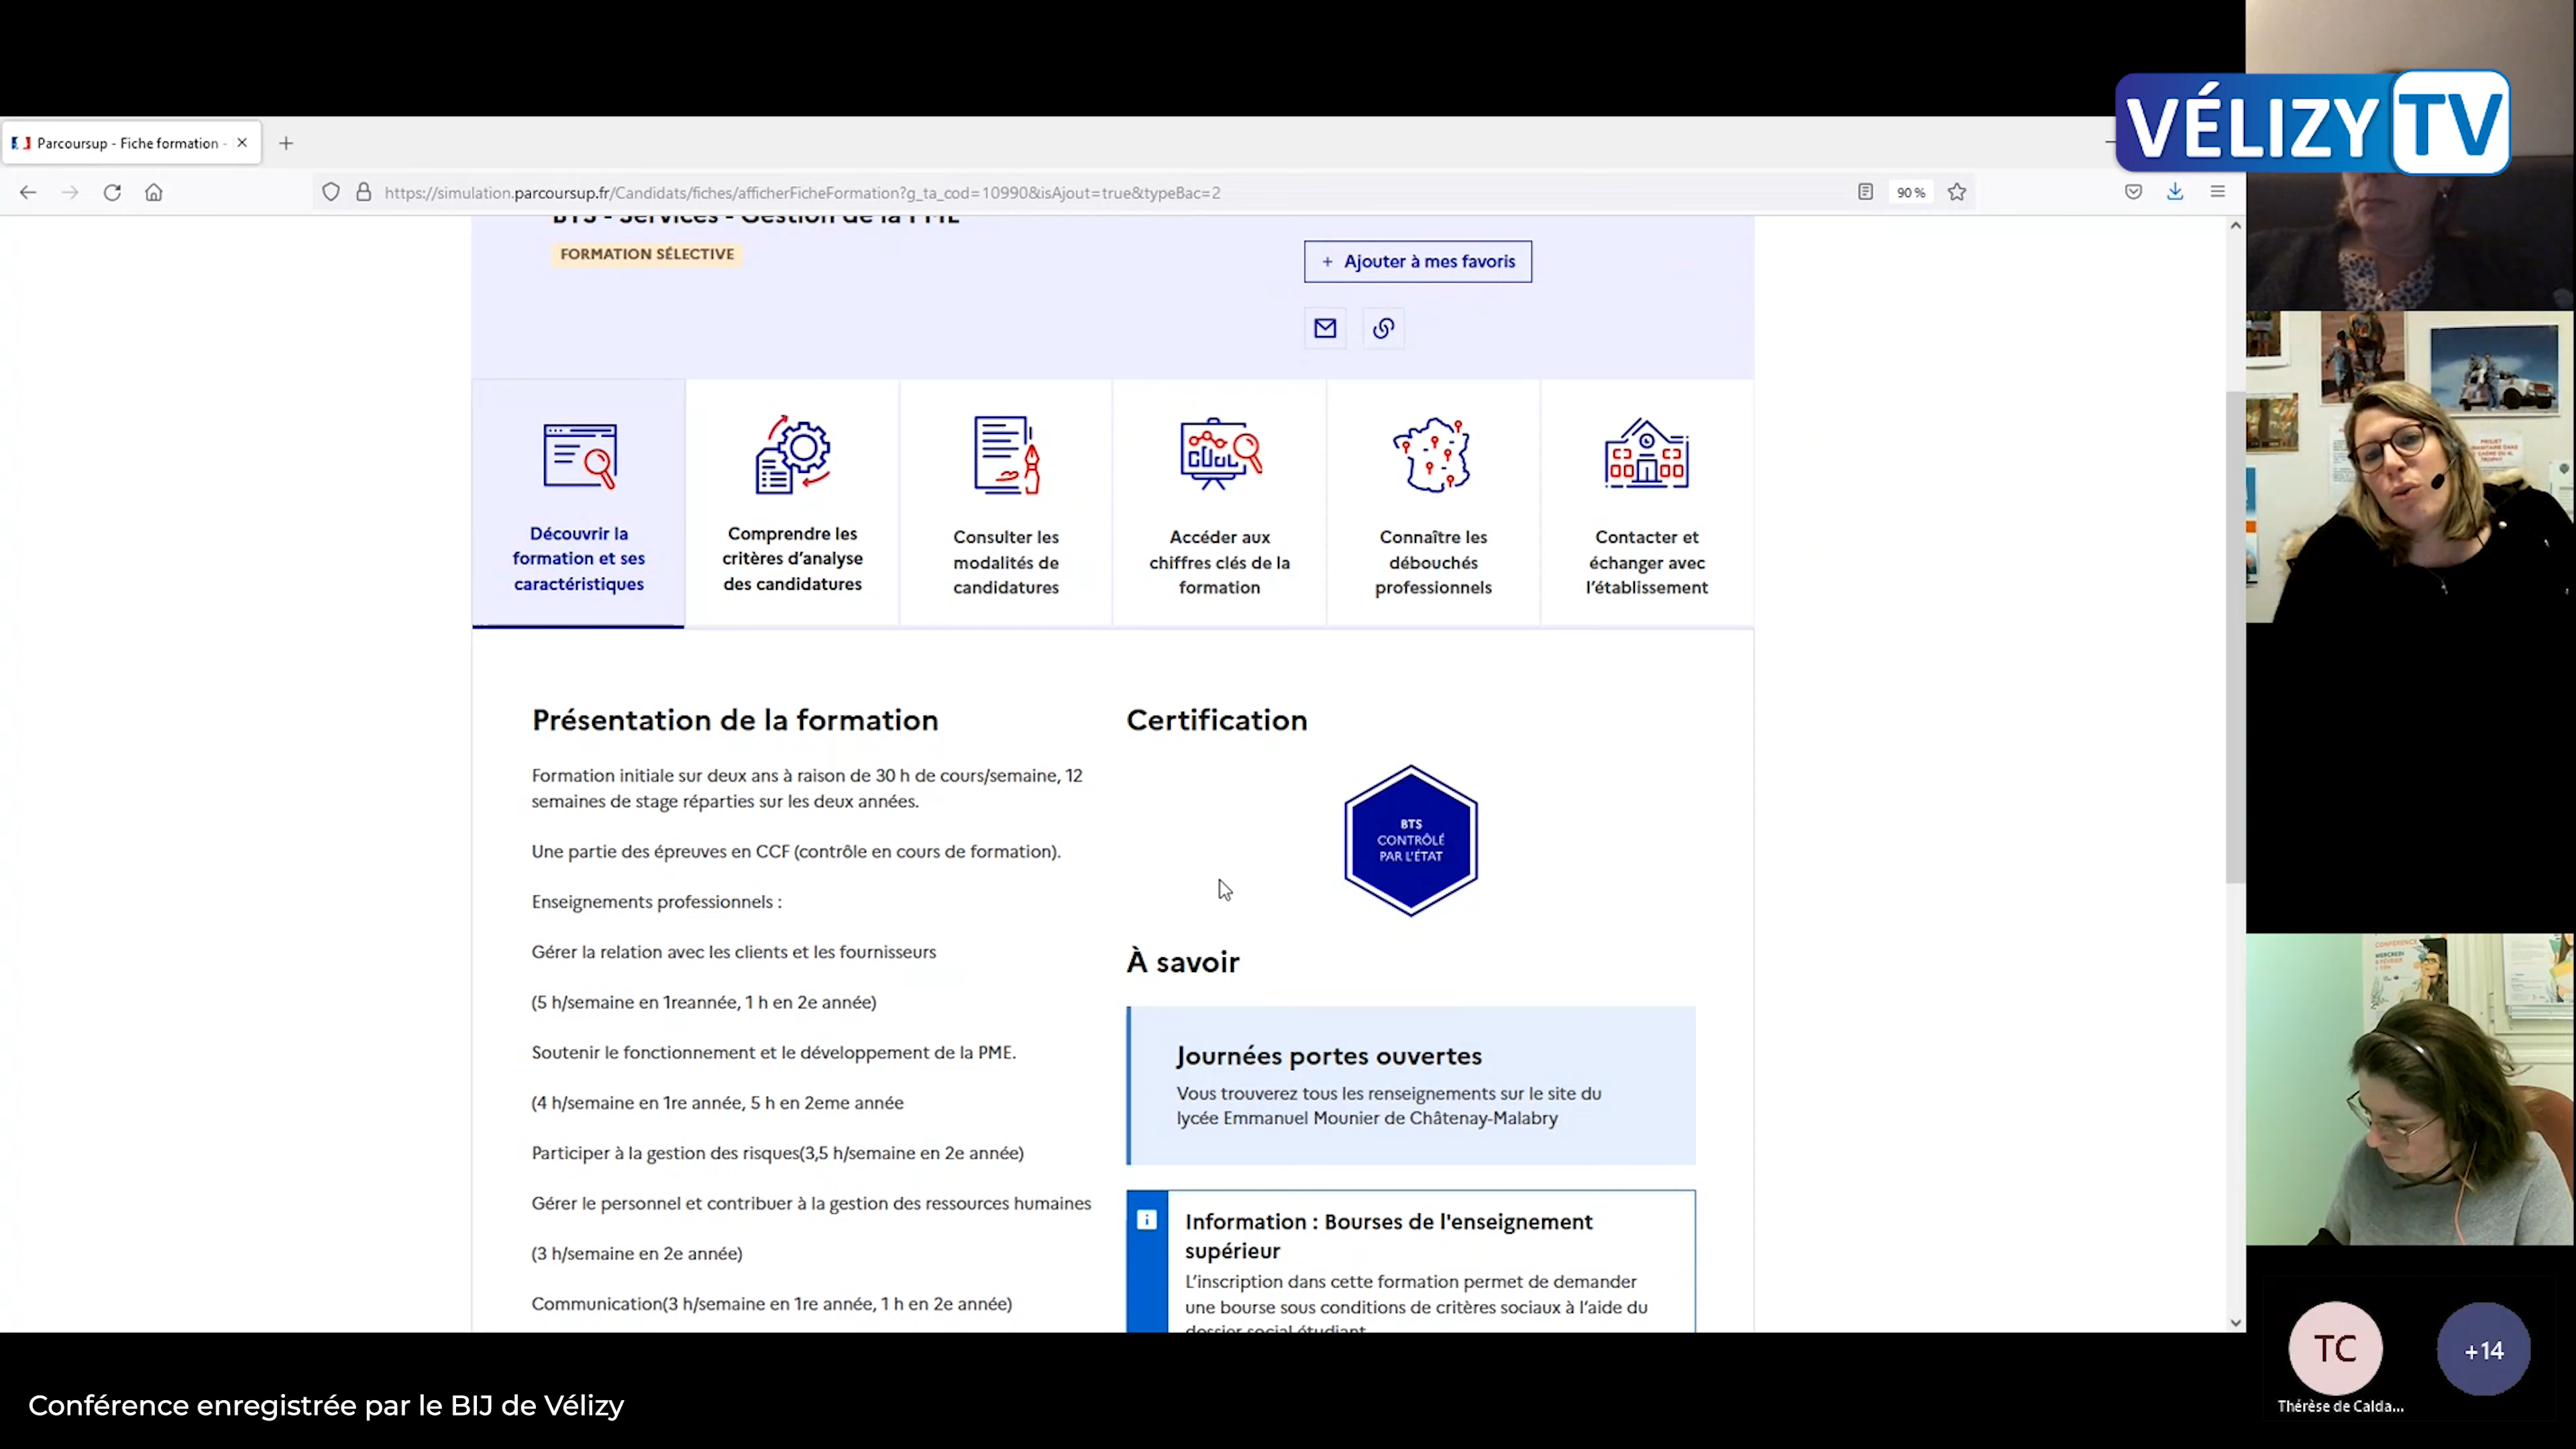 VÉLIZY TV
Parcoursup - Fiche formation -
https://simulation.parcoursup.fr/Candidats/fiches/afficherFicheFormation?g_ta_cod=10990&isAjout=true&typeBac=2
90 %
BTS - Services - Gestion de la PME
FORMATION SÉLECTIVE
+ Ajouter à mes favoris
Découvrir la
formation et ses
caractéristiques
Comprendre les
critères d'analyse
des candidatures
Consulter les
modalités de
candidatures
Accéder aux
chiffres clés de la
formation
Connaître les
débouchés
professionnels
Contacter et
échanger avec
l'établissement
Présentation de la formation
Formation initiale sur deux ans à raison de 30 h de cours/semaine, 12
semaines de stage réparties sur les deux années.
Une partie des épreuves en CCF (contrôle en cours de formation).
Enseignements professionnels :
Gérer la relation avec les clients et les fournisseurs
(5 h/semaine en 1reannée, 1 h en 2e année)
Soutenir le fonctionnement et le développement de la PME.
(4 h/semaine en 1re année, 5 h en 2eme année
Participer à la gestion des risques(3,5 h/semaine en 2e année)
Gérer le personnel et contribuer à la gestion des ressources humaines
(3 h/semaine en 2e année)
Communication(3 h/semaine en 1re année, 1 h en 2e année)
Certification
BTS
CONTRÔLÉ
PAR L'ÉTAT
À savoir
Journées portes ouvertes
Vous trouverez tous les renseignements sur le site du
lycée Emmanuel Mounier de Châtenay-Malabry
Information : Bourses de l'enseignement
supérieur
L'inscription dans cette formation permet de demander
une bourse sous conditions de critères sociaux à l'aide du
dossier social étudiant
CONFÉRENCE
MERCREDI
TC
+14
Thérèse de Calda...
Conférence enregistrée par le BIJ de Vélizy